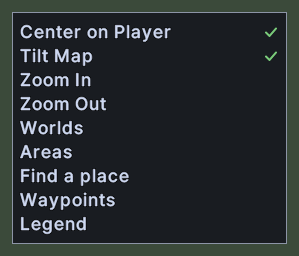 Center on Player
Tilt Map
Zoom In
Zoom Out
Worlds
Areas
Find a place
Waypoints
Legend